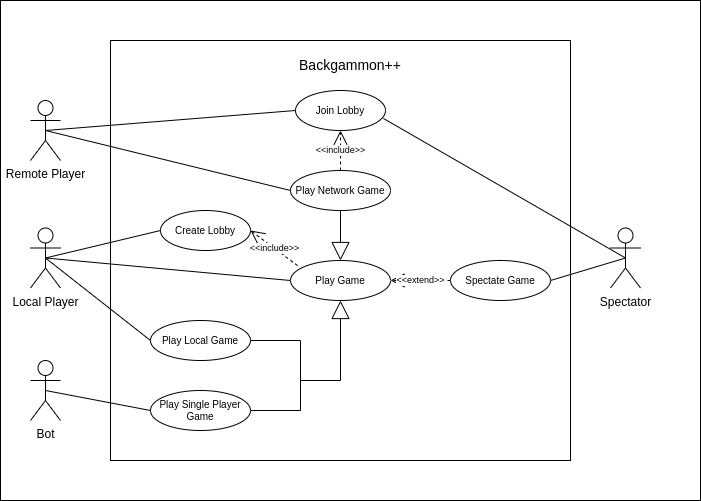 Backgammon++
Join Lobby
<<include>>
Remote Player
Play Network Game
Create Lobby
<<include>>
Play Game
<<extend>>
Spectate Game
Local Player
Spectator
Play Local Game
Play Single Player
Game
Bot